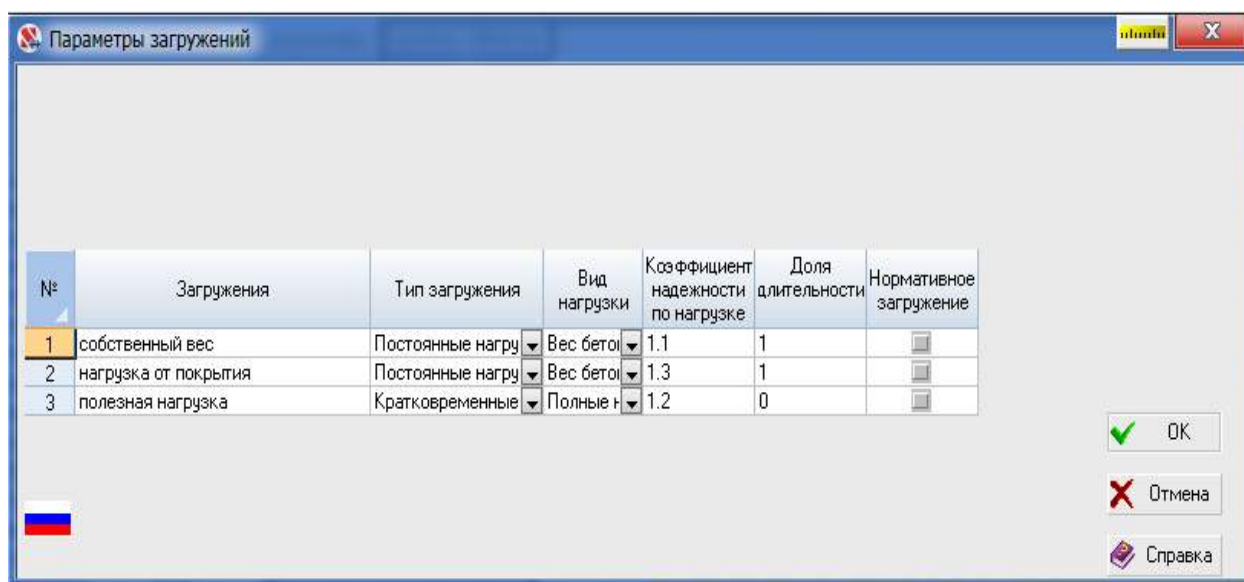 Параметры загружений
№ Загружения Тип загружения Вид нагрузки Коэффициент надежности по нагрузке Доля длительности Нормативное загружение
1 собственный вес Постоянные нагру Вес бетон 1.1 1
2 нагрузка от покрытия Постоянные нагру Вес бетон 1.3 1
3 полезная нагрузка Кратковременные Полные н 1.2 0
OK
Отмена
Справка